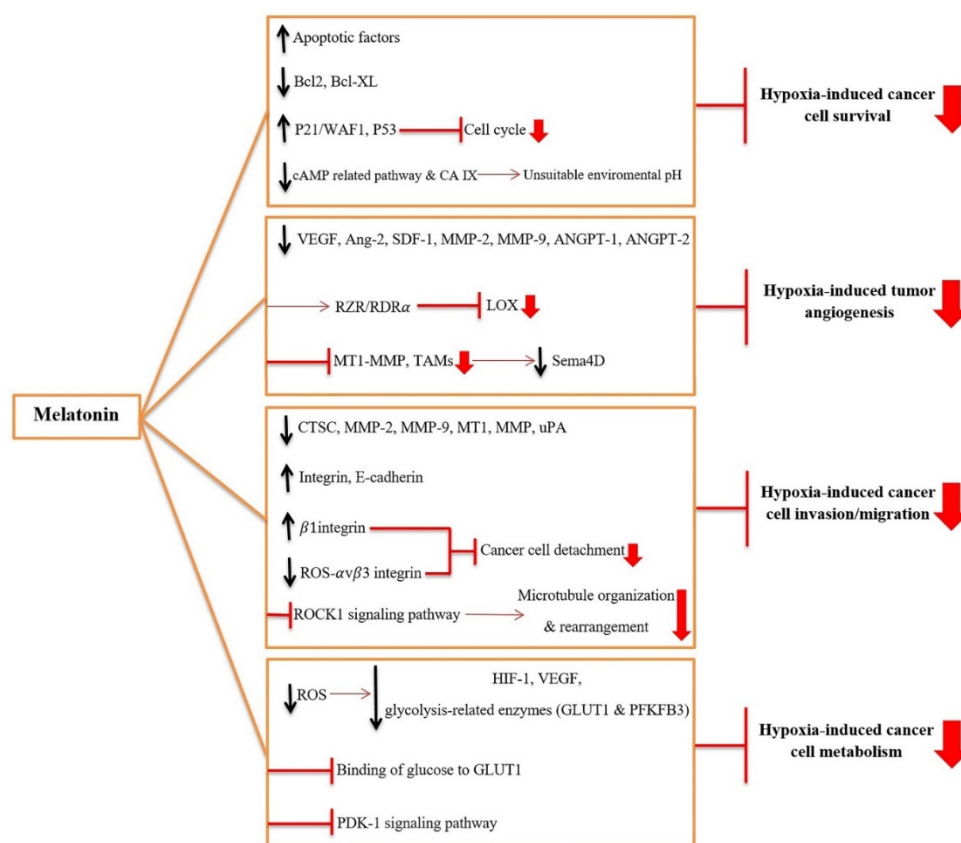 Melatonin
Apoptotic factors
Bcl2, Bcl-XL
P21/WAF1, P53
Cell cycle
cAMP related pathway & CA IX
Unsuitable enviromental pH
Hypoxia-induced cancer
cell survival
VEGF, Ang-2, SDF-1, MMP-2, MMP-9, ANGPT-1, ANGPT-2
RZR/RDRα
LOX
MT1-MMP, TAMs
Sema4D
Hypoxia-induced tumor
angiogenesis
CTSC, MMP-2, MMP-9, MT1, MMP, uPA
Integrin, E-cadherin
β1integrin
Cancer cell detachment
ROS-αvβ3 integrin
ROCK1 signaling pathway
Microtubule organization
& rearrangement
Hypoxia-induced cancer
cell invasion/migration
ROS
HIF-1, VEGF,
glycolysis-related enzymes (GLUT1 & PFKFB3)
Binding of glucose to GLUT1
PDK-1 signaling pathway
Hypoxia-induced cancer
cell metabolism